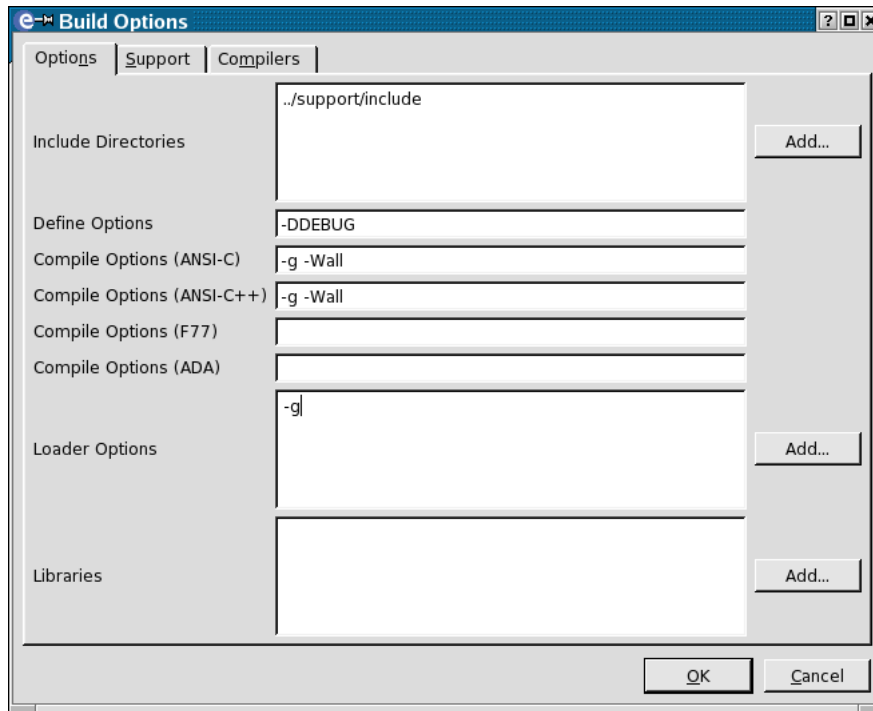 Build Options
Options Support Compilers
../support/include
Include Directories
Add...
Define Options -DDEBUG
Compile Options (ANSI-C) -g -Wall
Compile Options (ANSI-C++) -g -Wall
Compile Options (F77)
Compile Options (ADA)
-g
Loader Options
Add...
Libraries
Add...
OK Cancel